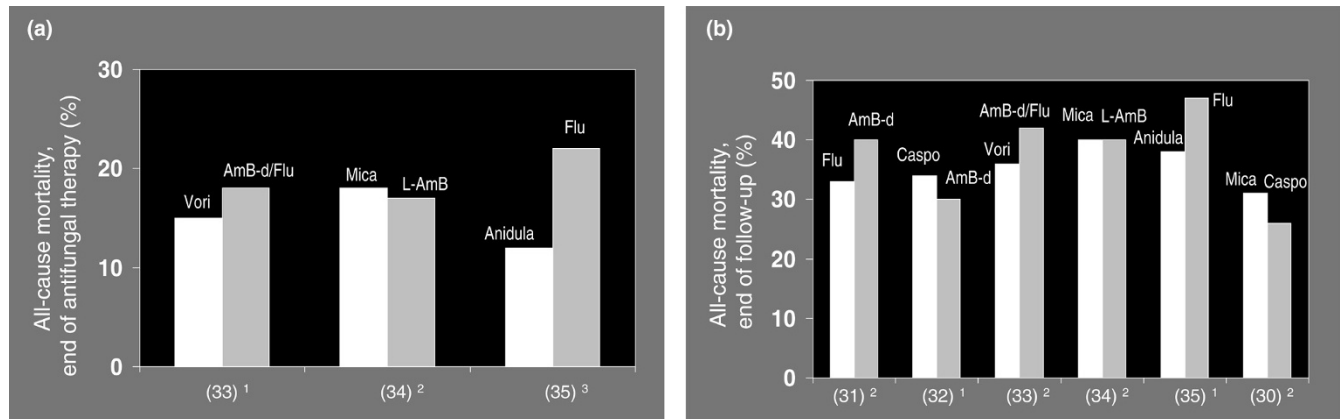 (a)
All-cause mortality,
end of antifungal therapy (%)
30
20
10
0
Vori
AmB-d/Flu
Mica
L-AmB
Anidula
Flu
(33) ¹
(34) ²
(35) ³
(b)
All-cause mortality,
end of follow-up (%)
50
40
30
20
10
0
Flu
AmB-d
Caspo
AmB-d
Vori
AmB-d/Flu
Mica
L-AmB
Anidula
Flu
Mica
Caspo
(31) ²
(32) ¹
(33) ²
(34) ²
(35) ¹
(30) ²